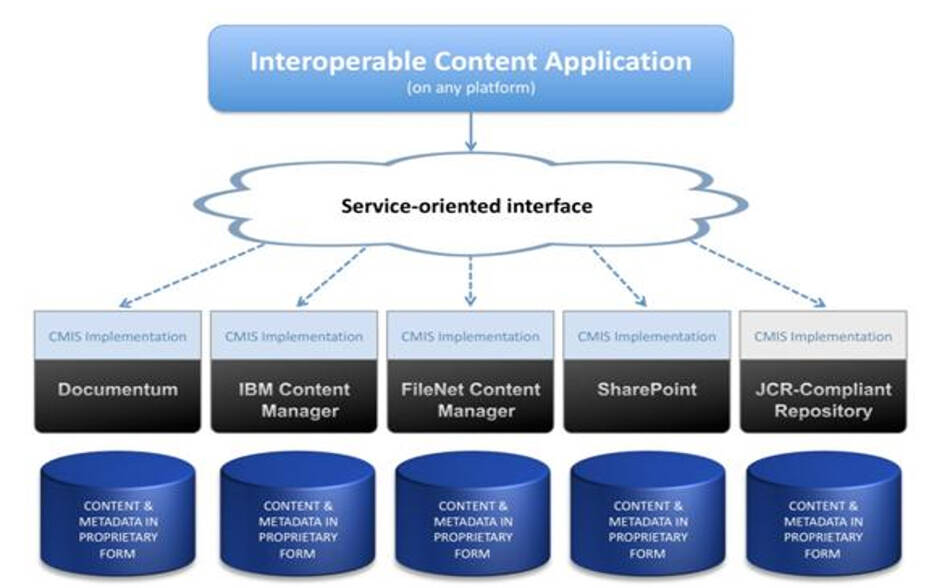 Interoperable Content Application
(on any platform)
Service-oriented interface
CMIS Implementation
Documentum
CMIS Implementation
IBM Content
Manager
CMIS Implementation
FileNet Content
Manager
CMIS Implementation
SharePoint
CMIS Implementation
JCR-Compliant
Repository
CONTENT &
METADATA IN
PROPRIETARY
FORM
CONTENT &
METADATA IN
PROPRIETARY
FORM
CONTENT &
METADATA IN
PROPRIETARY
FORM
CONTENT &
METADATA IN
PROPRIETARY
FORM
CONTENT &
METADATA IN
PROPRIETARY
FORM